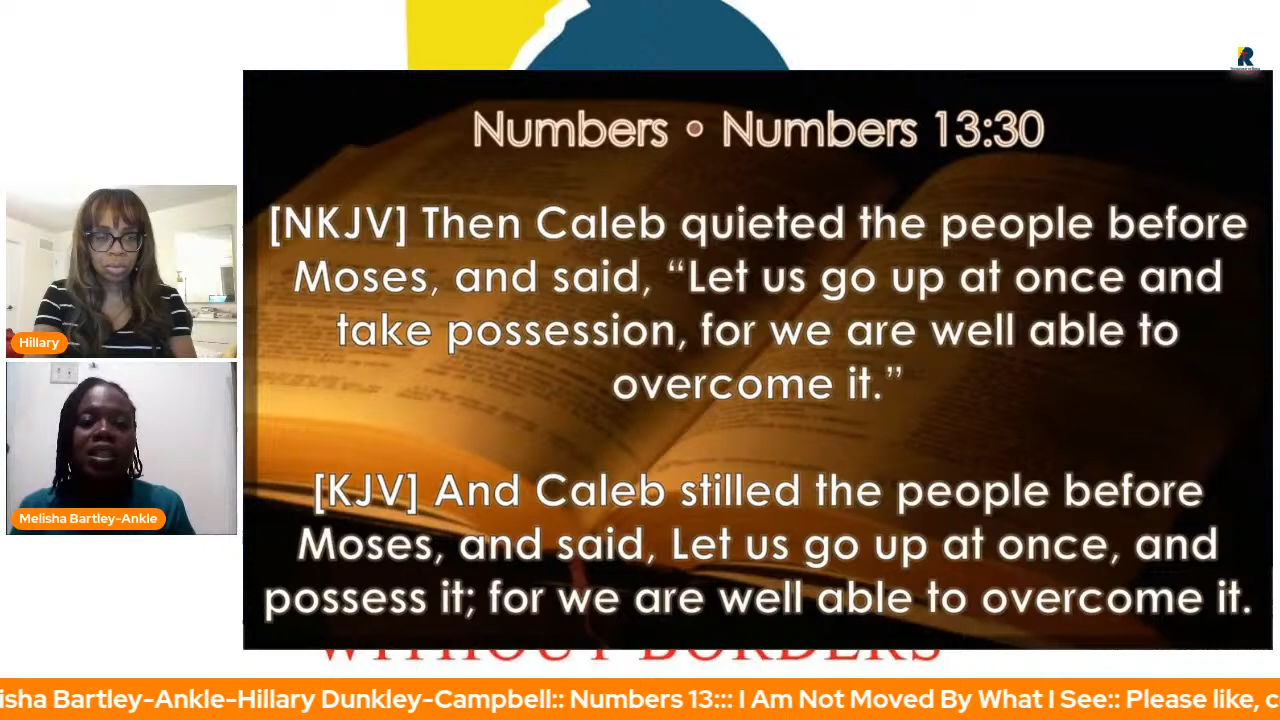 Numbers • Numbers 13:30
[NKJV] Then Caleb quieted the people before
Moses, and said, “Let us go up at once and
take possession, for we are well able to
overcome it.”
[KJV] And Caleb stilled the people before
Moses, and said, Let us go up at once, and
possess it; for we are well able to overcome it.
Hillary
Melisha Bartley-Ankle
WITHOUT BORDERS
isha Bartley-Ankle-Hillary Dunkley-Campbell:: Numbers 13::: I Am Not Moved By What I See:: Please like, c